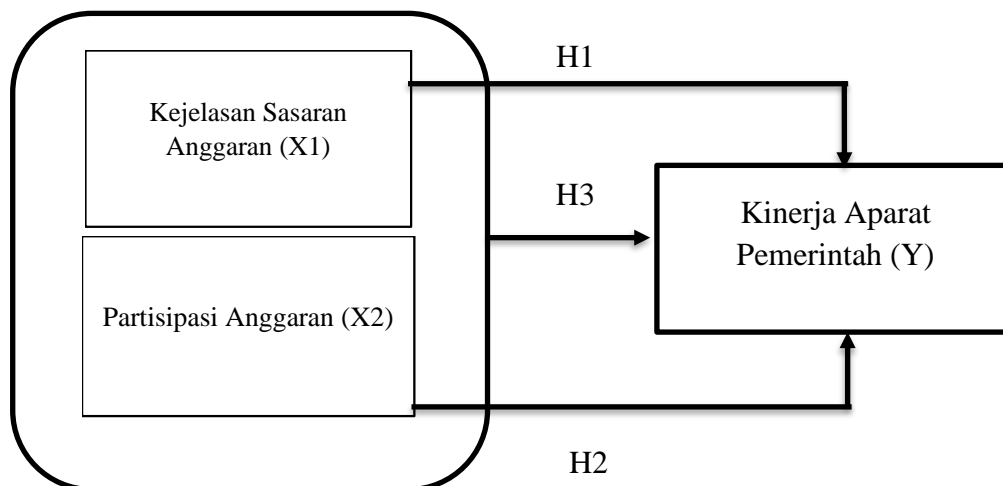 H1
Kejelasan Sasaran
Anggaran (X1)
H3
Kinerja Aparat
Pemerintah (Y)
Partisipasi Anggaran (X2)
H2